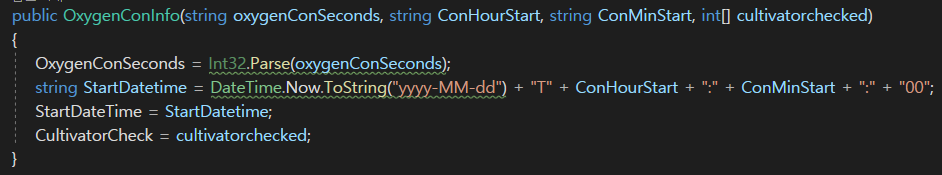 public OxygenConInfo(string oxygenConSeconds, string ConHourStart, string ConMinStart, int[] cultivatorchecked)
{
OxygenConSeconds = Int32.Parse(oxygenConSeconds);
string StartDatetime = DateTime.Now.ToString("yyyy-MM-dd") + "T" + ConHourStart + ":" + ConMinStart + ":" + "00";
StartDateTime = StartDatetime;
CultivatorCheck = cultivatorchecked;
}